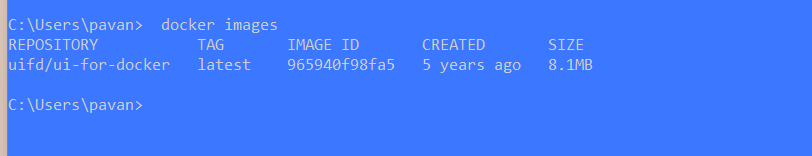 C:\Users\pavan>  docker images
REPOSITORY          TAG       IMAGE ID       CREATED       SIZE
uifd/ui-for-docker   latest    965940f98fa5   5 years ago   8.1MB
C:\Users\pavan>